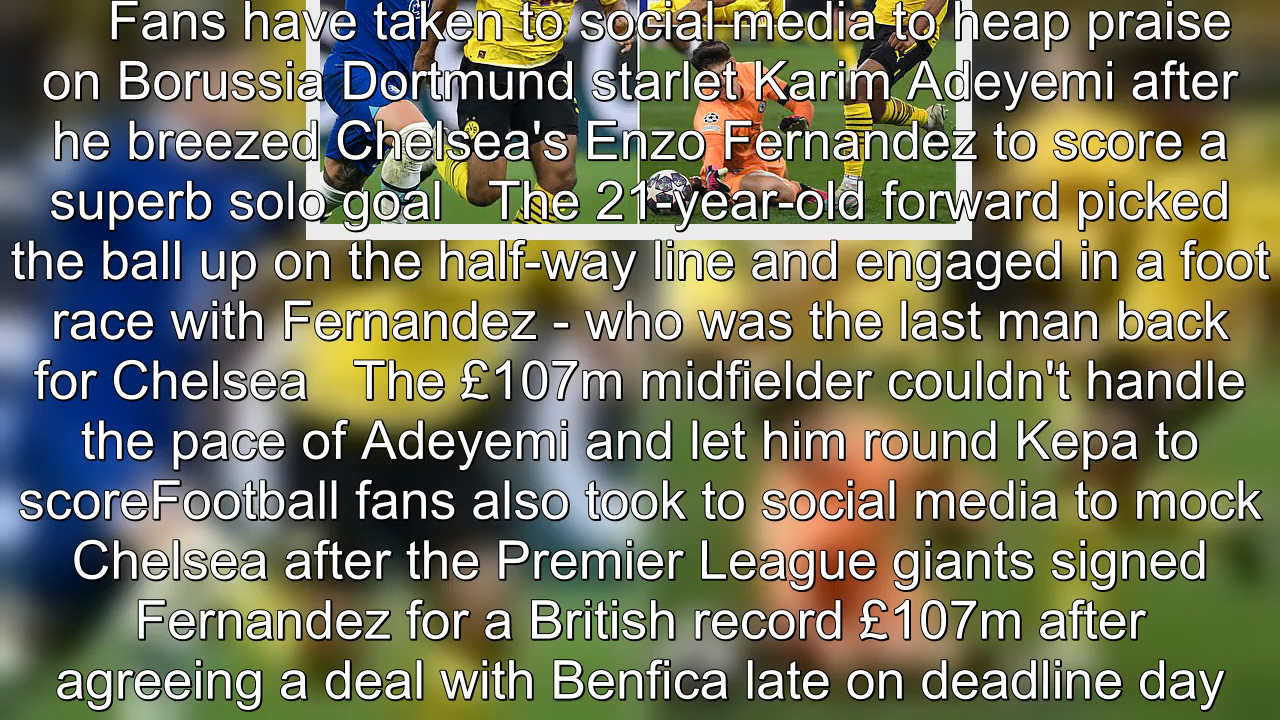 Fans have taken to social media to heap praise
on Borussia Dortmund starlet Karim Adeyemi after
he breezed Chelsea's Enzo Fernandez to score a
superb solo goal   The 21-year-old forward picked
the ball up on the half-way line and engaged in a foot
race with Fernandez - who was the last man back
for Chelsea   The £107m midfielder couldn't handle
the pace of Adeyemi and let him round Kepa to
scoreFootball fans also took to social media to mock
Chelsea after the Premier League giants signed
Fernandez for a British record £107m after
agreeing a deal with Benfica late on deadline day